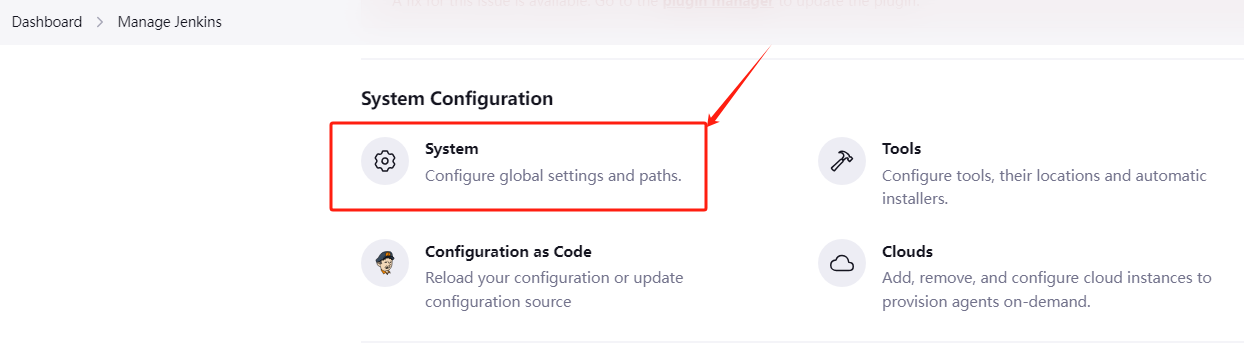 A fix for this issue is available. Go to the plugin manager to update the plugin.
Dashboard > Manage Jenkins
System Configuration
System
Configure global settings and paths.
Tools
Configure tools, their locations and automatic
installers.
Configuration as Code
Reload your configuration or update
configuration source
Clouds
Add, remove, and configure cloud instances to
provision agents on-demand.